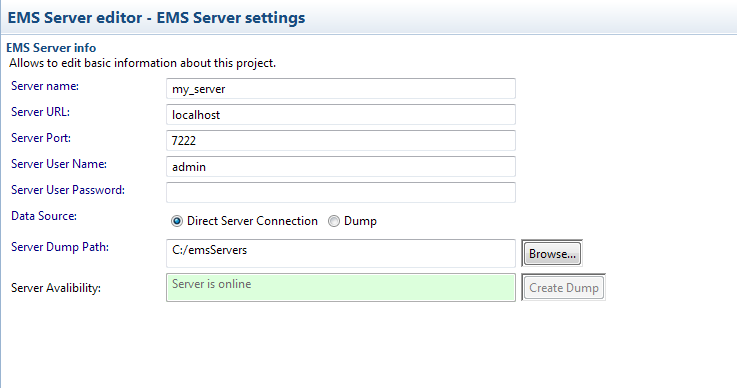 EMS Server editor - EMS Server settings
EMS Server info
Allows to edit basic information about this project.
Server name: my_server
Server URL: localhost
Server Port: 7222
Server User Name: admin
Server User Password:
Data Source: Direct Server Connection Dump
Server Dump Path: C:/emsServers Browse...
Server Avalibility: Server is online Create Dump